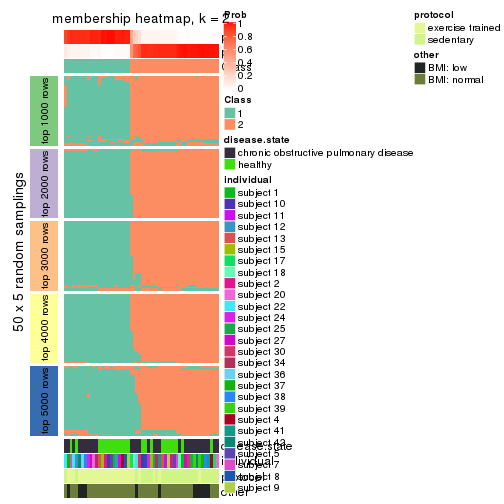 membership heatmap, k = 2
Prob
1
0.8
0.6
0.4
0.2
0
Class
1
2
disease.state
chronic obstructive pulmonary disease
healthy
individual
subject 1
subject 10
subject 11
subject 12
subject 13
subject 15
subject 17
subject 18
subject 2
subject 20
subject 22
subject 24
subject 25
subject 27
subject 30
subject 34
subject 36
subject 37
subject 38
subject 39
subject 4
subject 41
subject 42
subject 5
subject 7
subject 8
subject 9
protocol
exercise trained
sedentary
other
BMI: low
BMI: normal
50 x 5 random samplings
top 1000 rows
top 2000 rows
top 3000 rows
top 4000 rows
top 5000 rows
Class
disease.state
individual
protocol
other